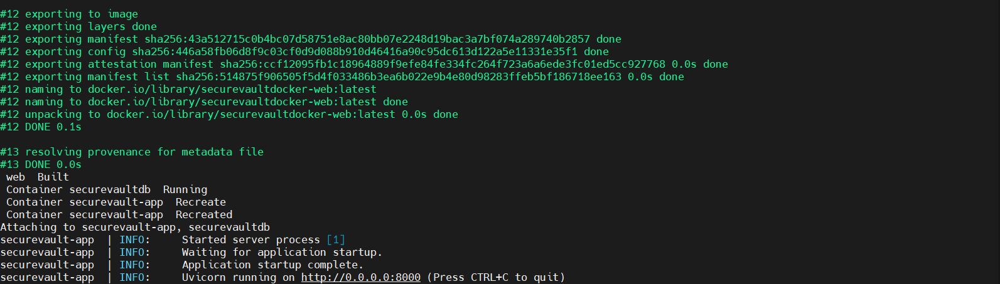 #12 exporting to image
#12 exporting layers done
#12 exporting manifest sha256:43a512715c0b4bc07d58751e8ac80bb07e2248d19bac3a7bf074a289740b2857 done
#12 exporting config sha256:446a58fb06d8f9c03cf0d9d088b910d46416a90c95dc613d122a5e11331e35f1 done
#12 exporting attestation manifest sha256:ccf12095fb1c18964889f9efe84fe334fc264f723a6a6ede3fc01ed5cc927768 0.0s done
#12 exporting manifest list sha256:514875f906505f5d4f033486b3ea6b022e9b4e80d98283ffeb5bf186718ee163 0.0s done
#12 naming to docker.io/library/securevaultdocker-web:latest
#12 naming to docker.io/library/securevaultdocker-web:latest done
#12 unpacking to docker.io/library/securevaultdocker-web:latest 0.0s done
#12 DONE 0.1s

#13 resolving provenance for metadata file
#13 DONE 0.0s
 web  Built
 Container securevaultdb  Running
 Container securevault-app  Recreate
 Container securevault-app  Recreated
Attaching to securevault-app, securevaultdb
securevault-app  | INFO:     Started server process [1]
securevault-app  | INFO:     Waiting for application startup.
securevault-app  | INFO:     Application startup complete.
securevault-app  | INFO:     Uvicorn running on http://0.0.0.0:8000 (Press CTRL+C to quit)